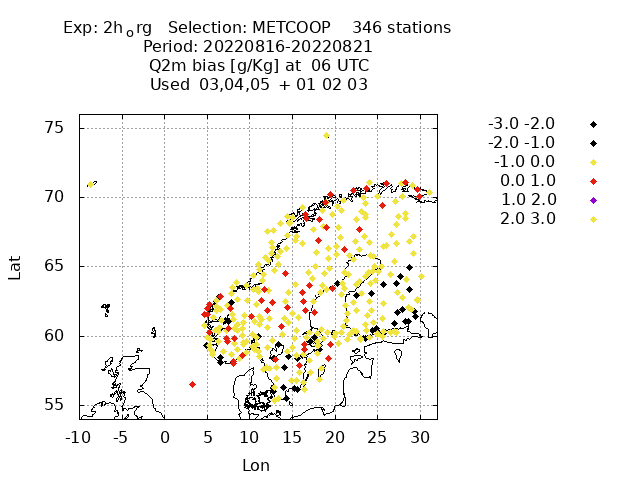 Exp: 2h_org   Selection: METCOOP    346 stations
Period: 20220816-20220821
Q2m bias [g/Kg] at  06 UTC
Used  03,04,05  + 01 02 03
-3.0 -2.0
-2.0 -1.0
-1.0 0.0
0.0 1.0
1.0 2.0
2.0 3.0
75
70
65
60
55
Lat
-10 -5 0 5 10 15 20 25 30
Lon